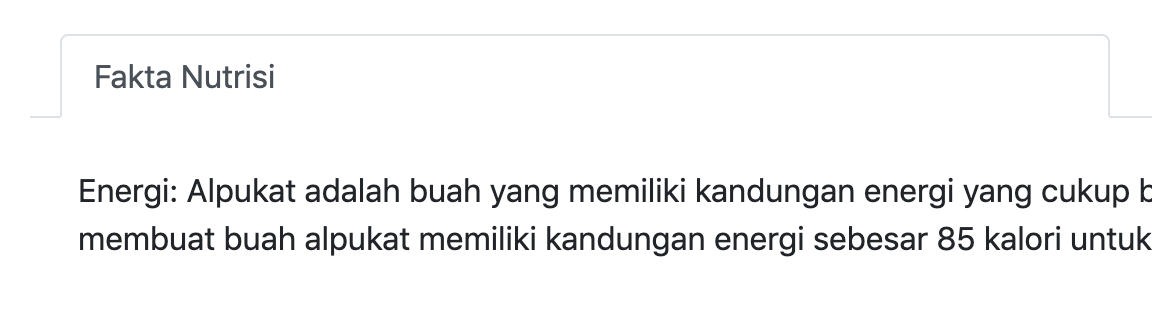 Fakta Nutrisi
Energi: Alpukat adalah buah yang memiliki kandungan energi yang cukup
membuat buah alpukat memiliki kandungan energi sebesar 85 kalori untuk